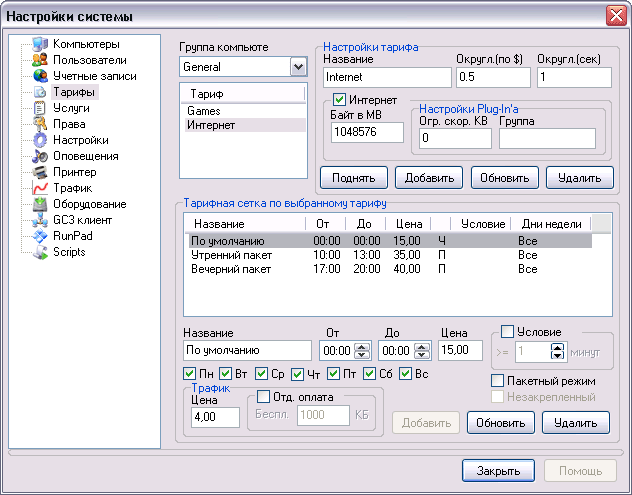 Настройки системы
Компьютеры
Пользователи
Учетные записи
Тарифы
Услуги
Права
Настройки
Оповещения
Принтер
Трафик
Оборудование
GC3 клиент
RunPad
Scripts
Группа компьюте
General
Тариф
Games
Интернет
Настройки тарифа
Название Округл.(по $) Округл.(сек)
Internet 0.5 1
Интернет
Байт в МВ
1048576
Настройки Plug-In'а
Огр. скор. КВ Группа
0
Поднять Добавить Обновить Удалить
Тарифная сетка по выбранному тарифу
Название От До Цена Условие Дни недели
По умолчанию 00:00 00:00 15,00 Ч Все
Утренний пакет 10:00 13:00 35,00 П Все
Вечерний пакет 17:00 20:00 40,00 П Все
Название От До Цена
По умолчанию 00:00 00:00 15,00
Условие
>= 1 минут
Пн Вт Ср Чт Пт Сб Вс
Пакетный режим
Незакрепленный
Трафик
Цена
4,00
Отд. оплата
Беспл. 1000 КБ
Добавить Обновить Удалить
Закрыть Помощь